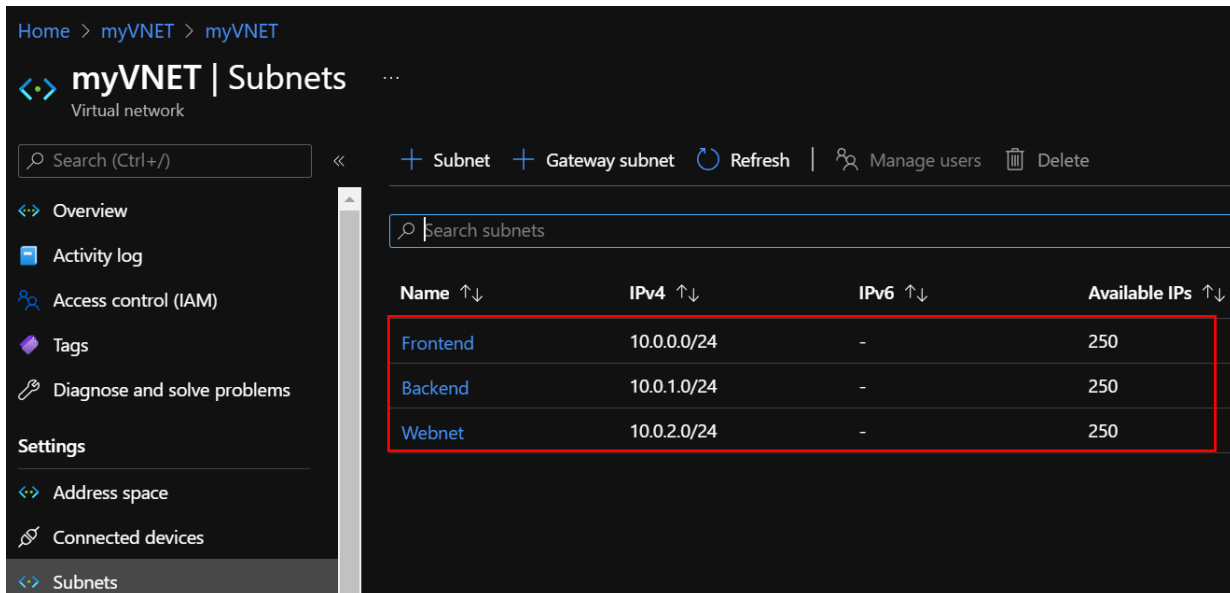 Home > myVNET > myVNET
myVNET | Subnets ...
Virtual network
Search (Ctrl+/) «
+ Subnet + Gateway subnet Refresh | Manage users Delete
Overview
Search subnets
Activity log
Access control (IAM)
Name ↑↓ IPv4 ↑↓ IPv6 ↑↓ Available IPs ↑↓
Tags
Frontend 10.0.0.0/24 - 250
Diagnose and solve problems
Backend 10.0.1.0/24 - 250
Settings
Webnet 10.0.2.0/24 - 250
Address space
Connected devices
Subnets